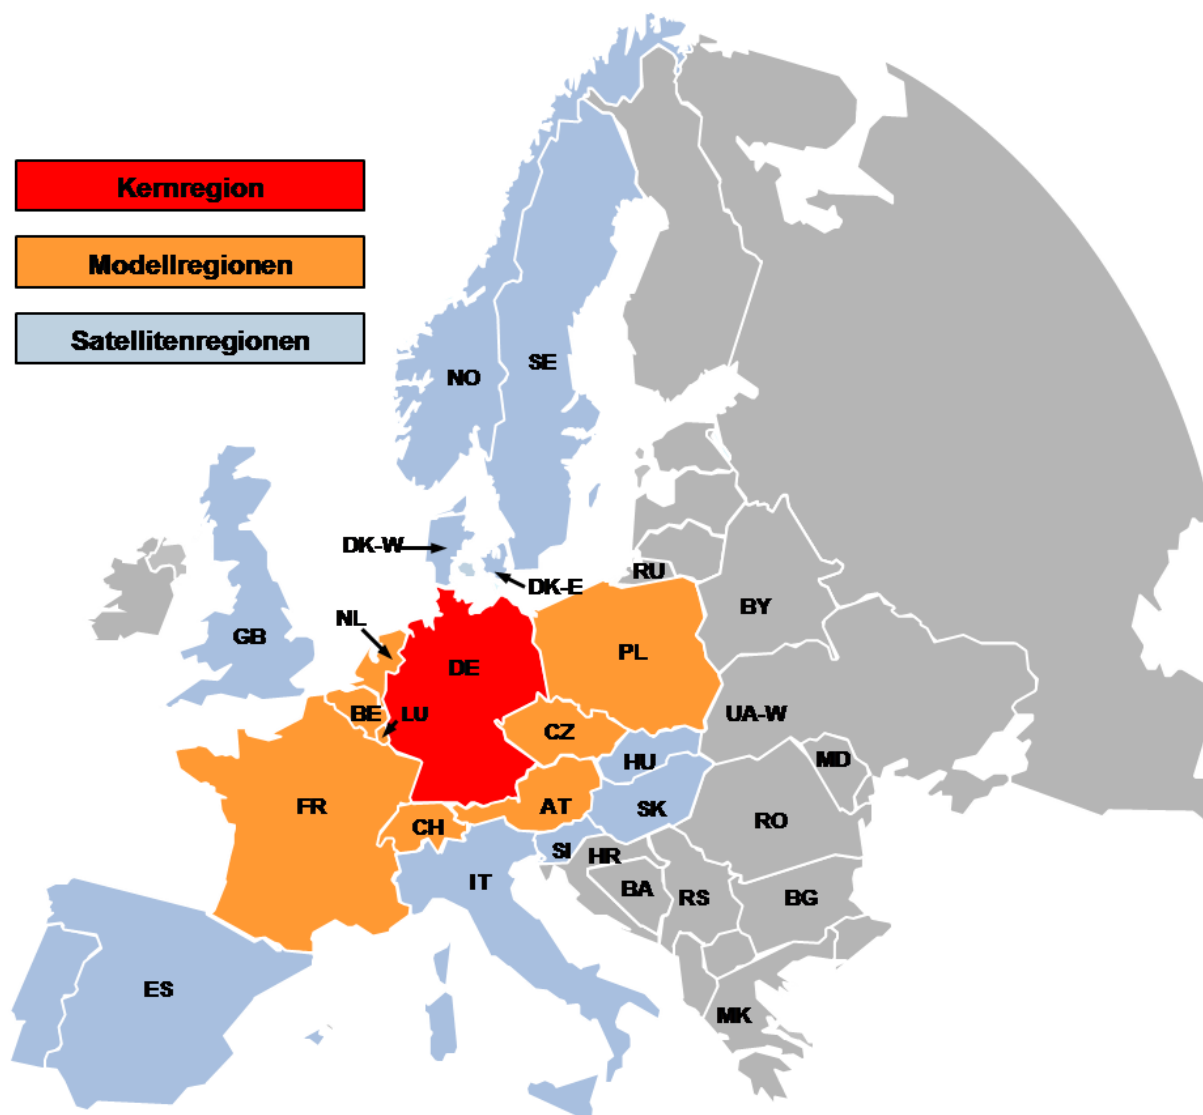 Kernregion
Modellregionen
Satellitenregionen
NO
SE
DK-W
DK-E
RU
BY
NL
GB
DE
PL
BE
LU
UA-W
CZ
HU
MD
FR
AT
SK
RO
CH
SI
HR
IT
BA
RS
BG
ES
MK